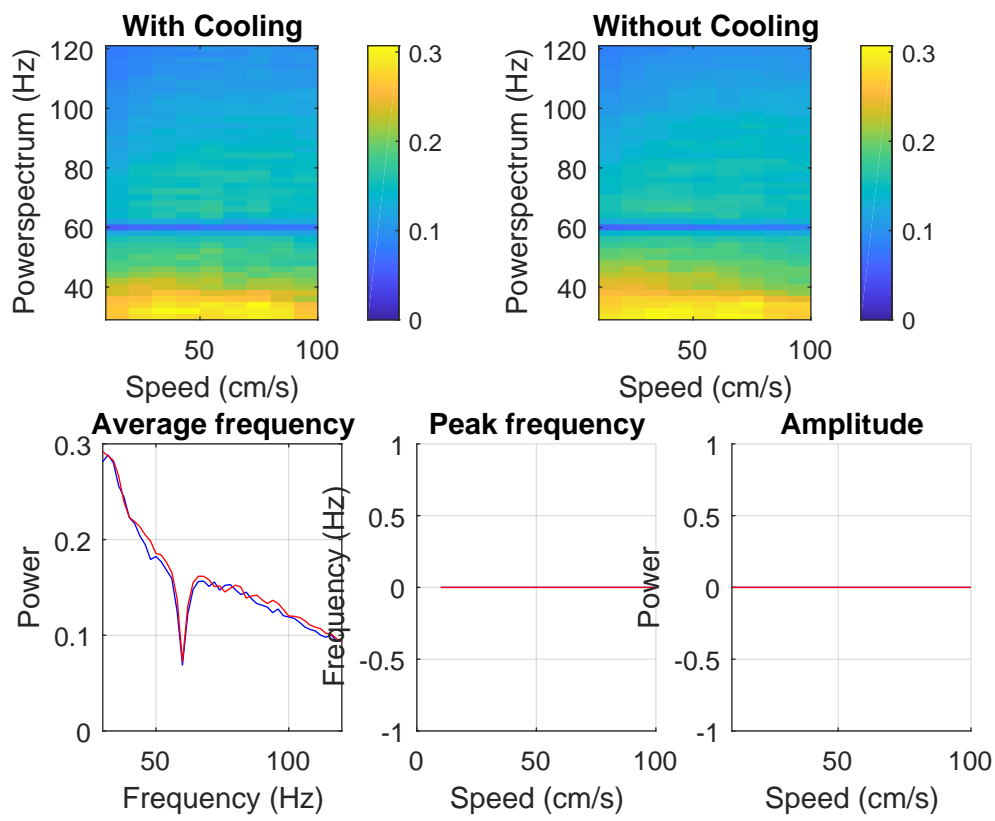 With Cooling
Powerspectrum (Hz)
120
100
80
60
40
50
100
Speed (cm/s)
0.3
0.2
0.1
0
Without Cooling
Powerspectrum (Hz)
120
100
80
60
40
50
100
Speed (cm/s)
0.3
0.2
0.1
0
Average frequency
Power
0.3
0.2
0.1
0
50
100
Frequency (Hz)
Peak frequency
Frequency (Hz)
1
0.5
0
-0.5
-1
0
50
100
Speed (cm/s)
Amplitude
Power
1
0.5
0
-0.5
-1
50
100
Speed (cm/s)